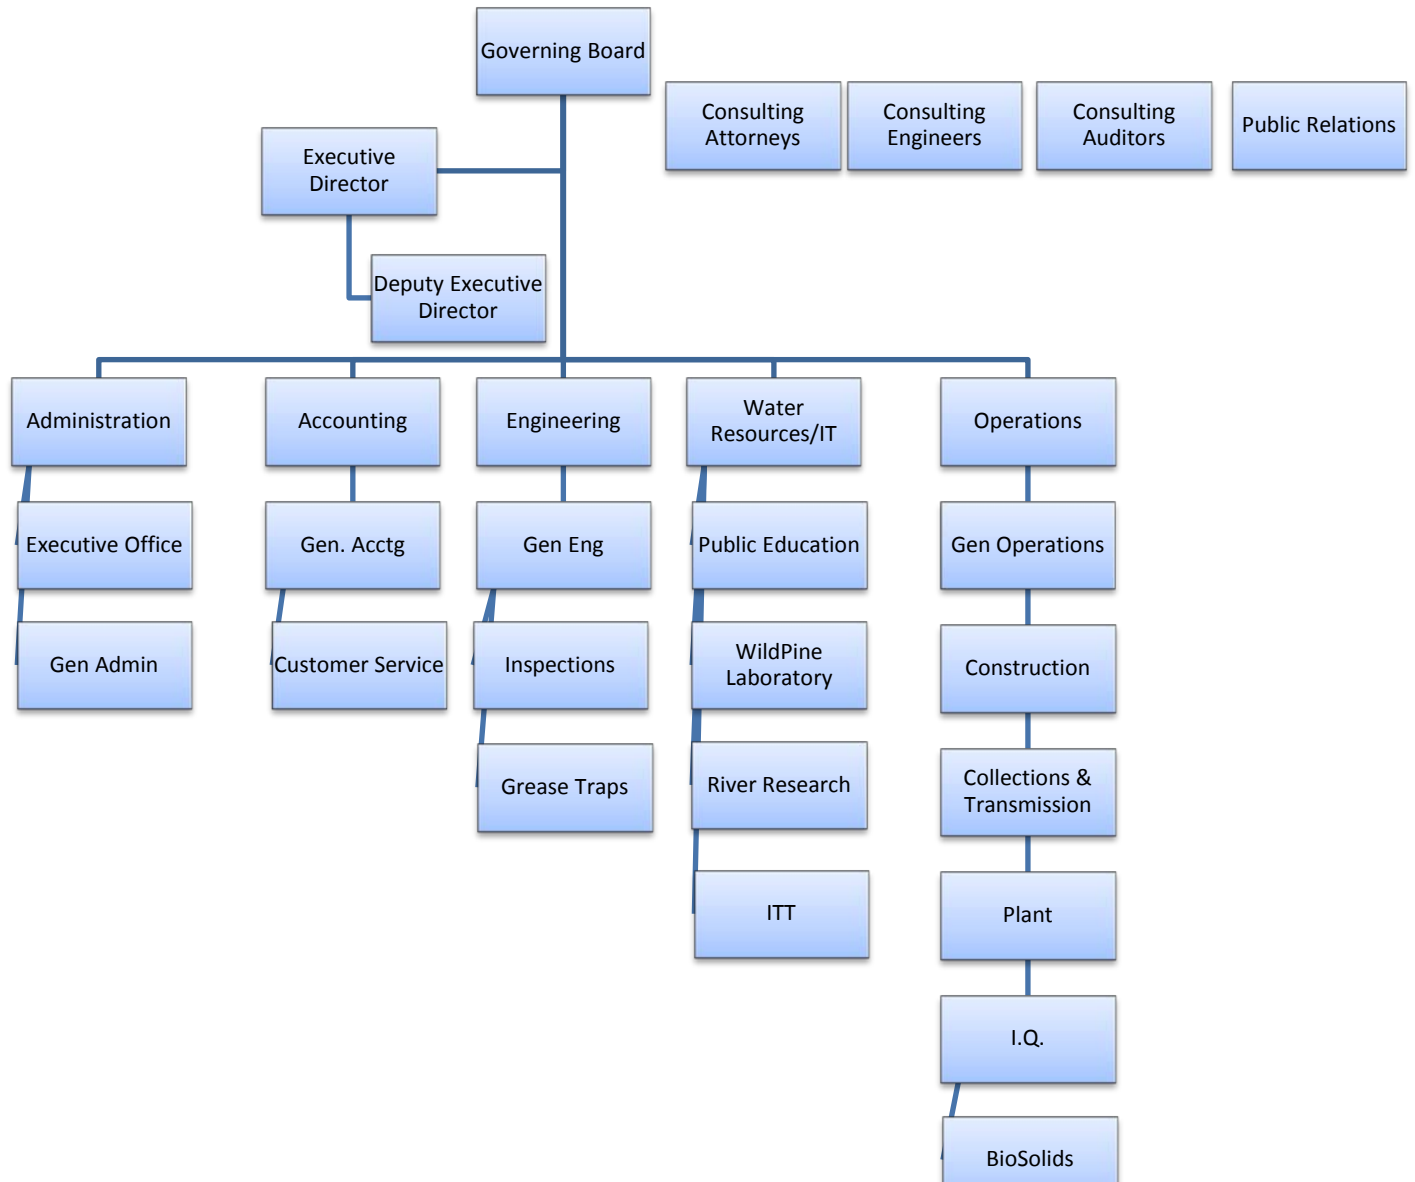 Governing Board
Consulting
Attorneys
Consulting
Engineers
Consulting
Auditors
Public Relations
Executive
Director
Deputy Executive
Director
Administration
Accounting
Engineering
Water
Resources/IT
Operations
Executive Office
Gen. Acctg
Gen Eng
Public Education
Gen Operations
Gen Admin
Customer Service
Inspections
WildPine
Laboratory
Construction
Grease Traps
River Research
Collections &
Transmission
ITT
Plant
I.Q.
BioSolids